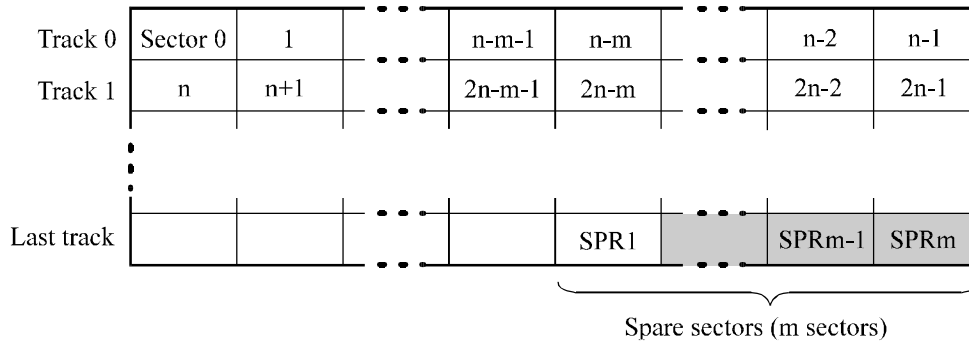 Track 0 Sector 0 1 n-m-1 n-m n-2 n-1
Track 1 n n+1 2n-m-1 2n-m 2n-2 2n-1
Last track SPR1 SPRm-1 SPRm
Spare sectors (m sectors)